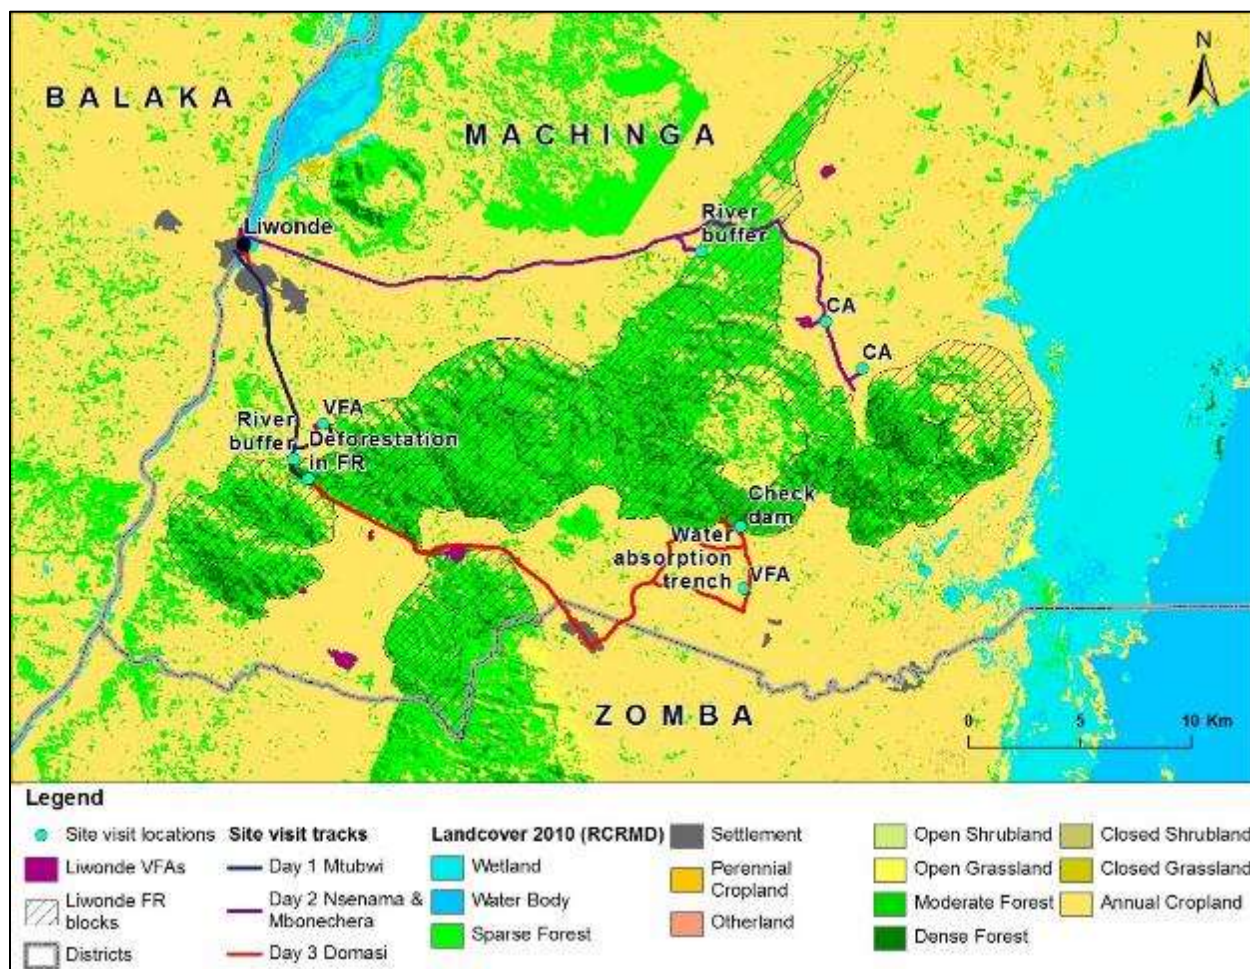 N
BALAKA
MACHINGA
Liwonde
River
buffer
CA
CA
VFA
River
buffer
Deforestation
in FR
Check
dam
Water
absorption
trench
VFA
ZOMBA
0 5 10 Km
Legend
Site visit locations
Liwonde VFAs
Liwonde FR
blocks
Districts
Site visit tracks
Day 1 Mtubwi
Day 2 Nsenama &
Mbonechera
Day 3 Domasi
Landcover 2010 (RCRMD)
Wetland
Water Body
Sparse Forest
Settlement
Perennial
Cropland
Otherland
Open Shrubland
Open Grassland
Moderate Forest
Dense Forest
Closed Shrubland
Closed Grassland
Annual Cropland